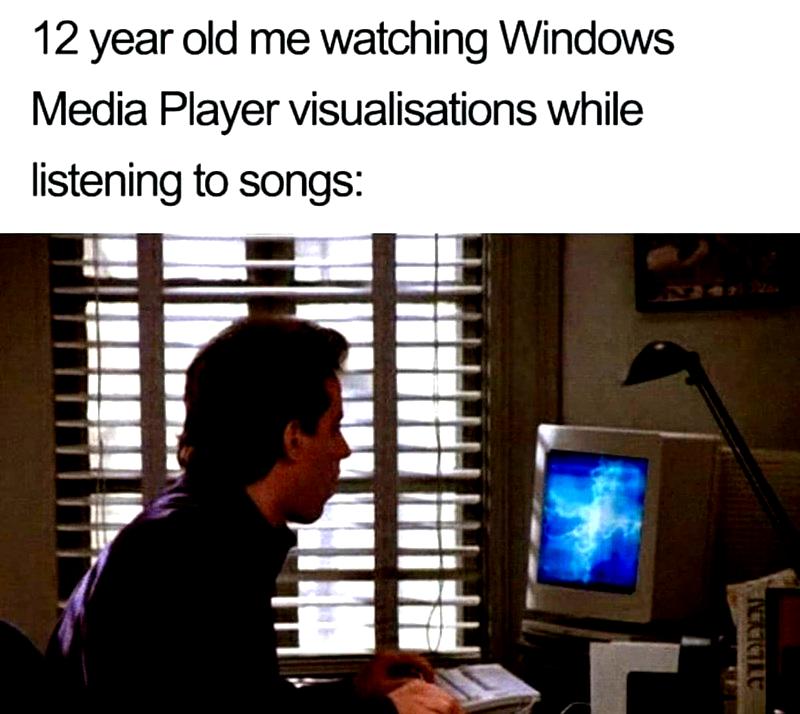 12 year old me watching Windows
Media Player visualisations while
listening to songs: